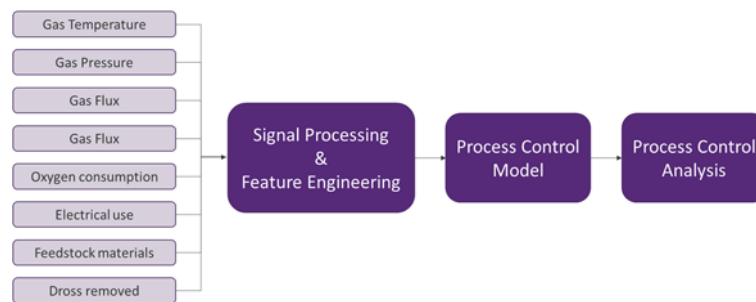 Gas Temperature
Gas Pressure
Gas Flux
Gas Flux
Oxygen consumption
Electrical use
Feedstock materials
Dross removed
Signal Processing
&
Feature Engineering
Process Control
Model
Process Control
Analysis